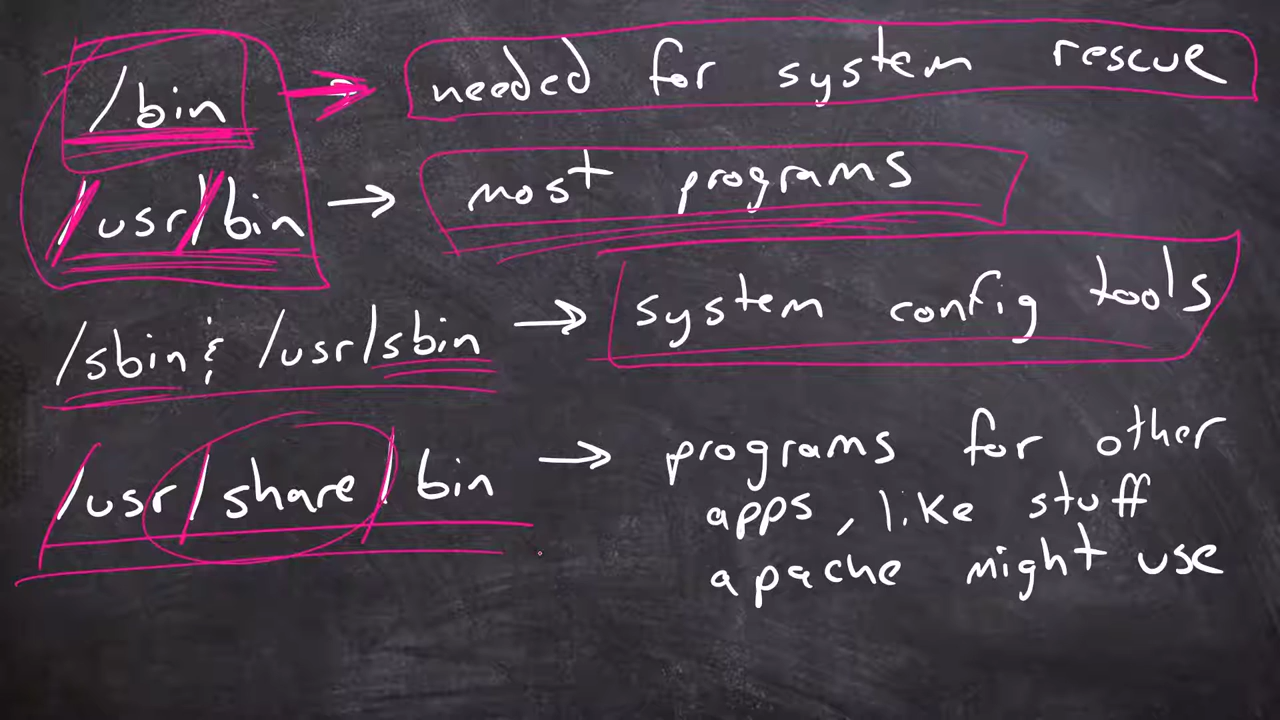 /bin → needed for system rescue
/usr/bin → most programs
/sbin & /usr/sbin → system config tools
/usr/share/bin → programs for other
apps, like stuff
apache might use